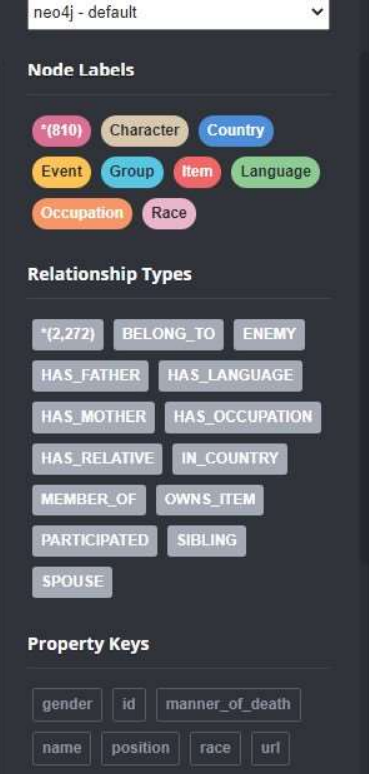 neo4j - default
Node Labels
*(810) Character Country
Event Group Item Language
Occupation Race
Relationship Types
*(2,272) BELONG_TO ENEMY
HAS_FATHER HAS_LANGUAGE
HAS_MOTHER HAS_OCCUPATION
HAS_RELATIVE IN_COUNTRY
MEMBER_OF OWNS_ITEM
PARTICIPATED SIBLING
SPOUSE
Property Keys
gender id manner_of_death
name position race url